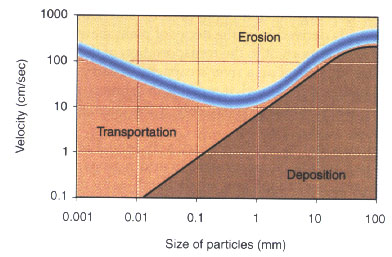 1000
Erosion
100
Velocity (cm/sec)
10
Transportation
1
Deposition
0.1
0.001 0.01 0.1 1 10 100
Size of particles (mm)